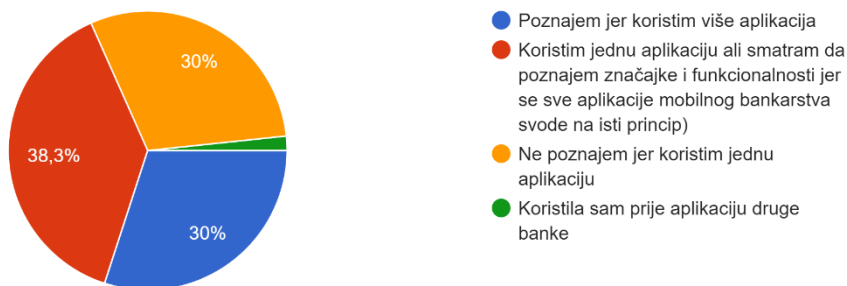 30%
38,3%
30%
Poznajem jer koristim više aplikacija
Koristim jednu aplikaciju ali smatram da
poznajem značajke i funkcionalnosti jer
se sve aplikacije mobilnog bankarstva
svode na isti princip)
Ne poznajem jer koristim jednu
aplikaciju
Koristila sam prije aplikaciju druge
banke